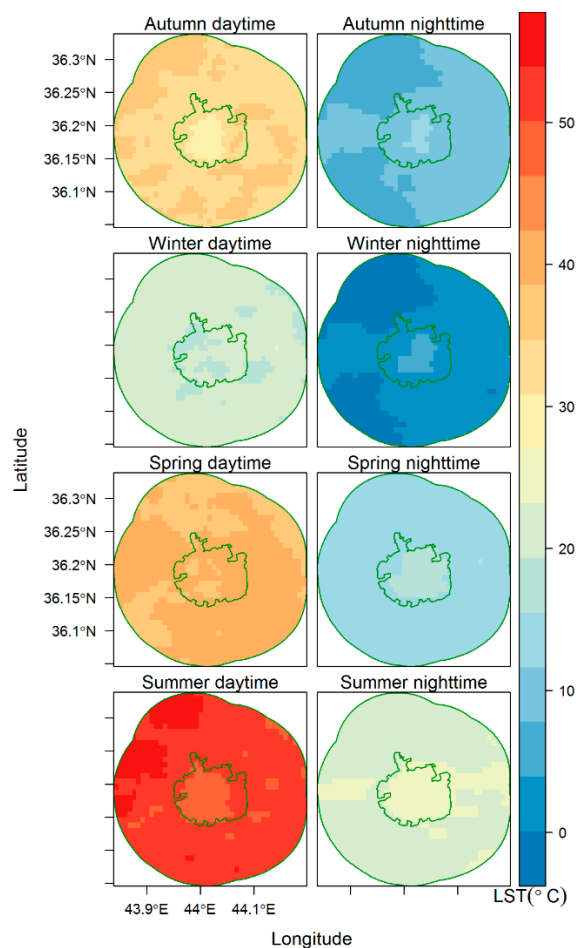 Autumn daytime Autumn nighttime
36.3°N
36.25°N
36.2°N
36.15°N
36.1°N
50
Winter daytime Winter nighttime
40
30
Latitude
Spring daytime Spring nighttime
36.3°N
36.25°N
36.2°N
36.15°N
36.1°N
20
10
Summer daytime Summer nighttime
0
LST(° C)
43.9°E 44°E 44.1°E
Longitude